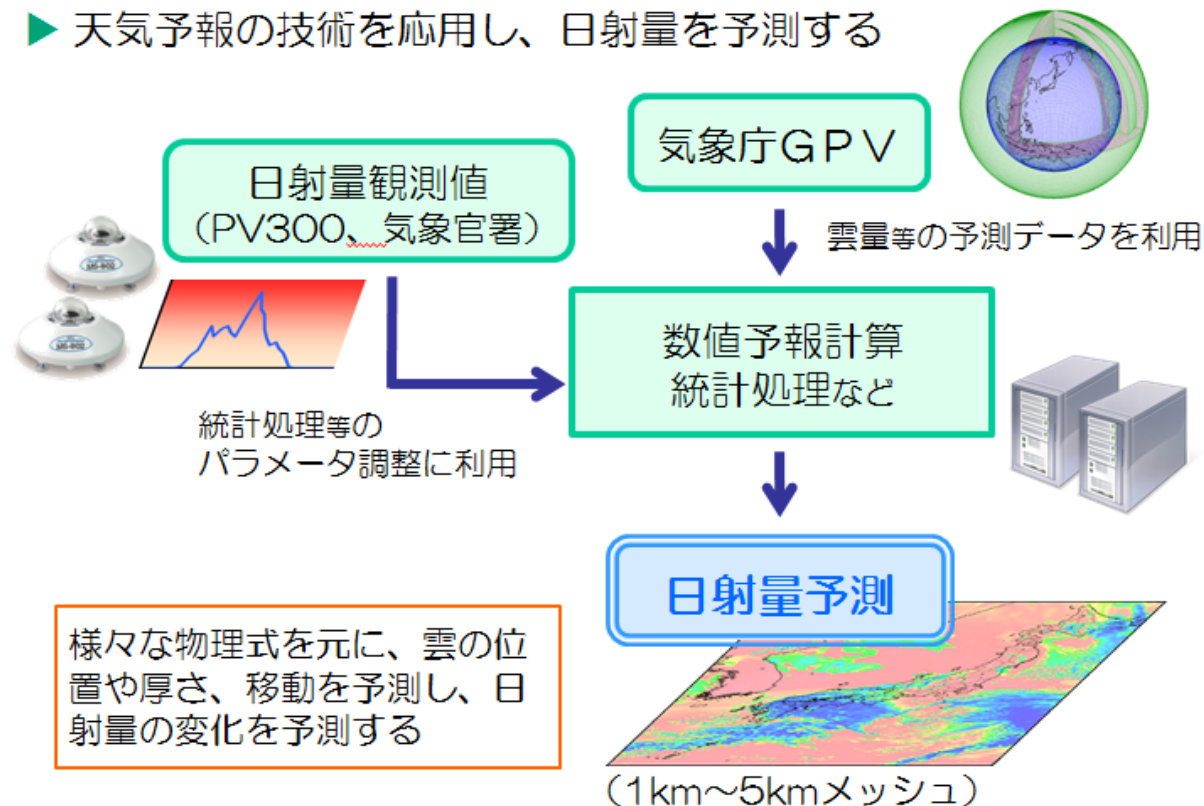 ▶ 天気予報の技術を応用し、日射量を予測する
気象庁GPV
日射量観測値
（PV300、気象官署）
雲量等の予測データを利用
MS-802
MS-802
数値予報計算
統計処理など
統計処理等の
パラメータ調整に利用
日射量予測
様々な物理式を元に、雲の位
置や厚さ、移動を予測し、日
射量の変化を予測する
（1km～5kmメッシュ）